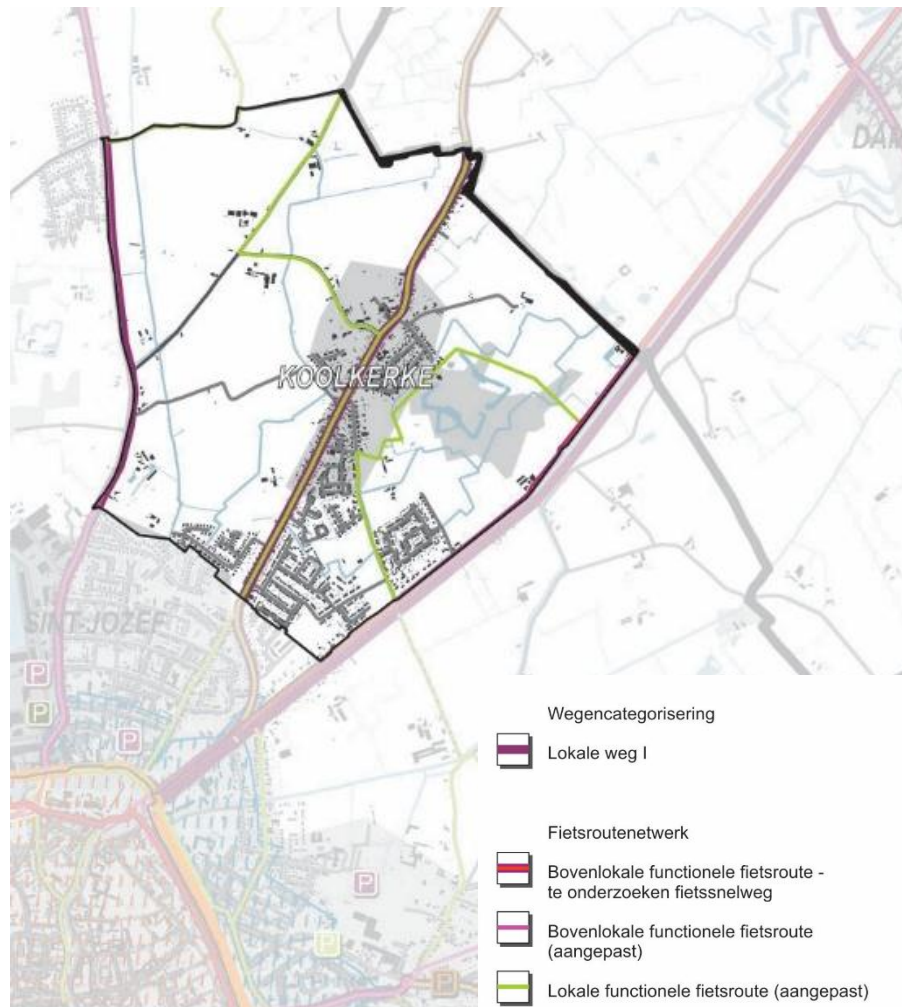 DAM
KOOLKERKE
SINT-JOZEF
P
P
P
P
P
P
Wegencategorisering
Lokale weg I
Fietsroutenetwerk
Bovenlokale functionele fietsroute -
te onderzoeken fietssnelweg
Bovenlokale functionele fietsroute
(aangepast)
Lokale functionele fietsroute (aangepast)